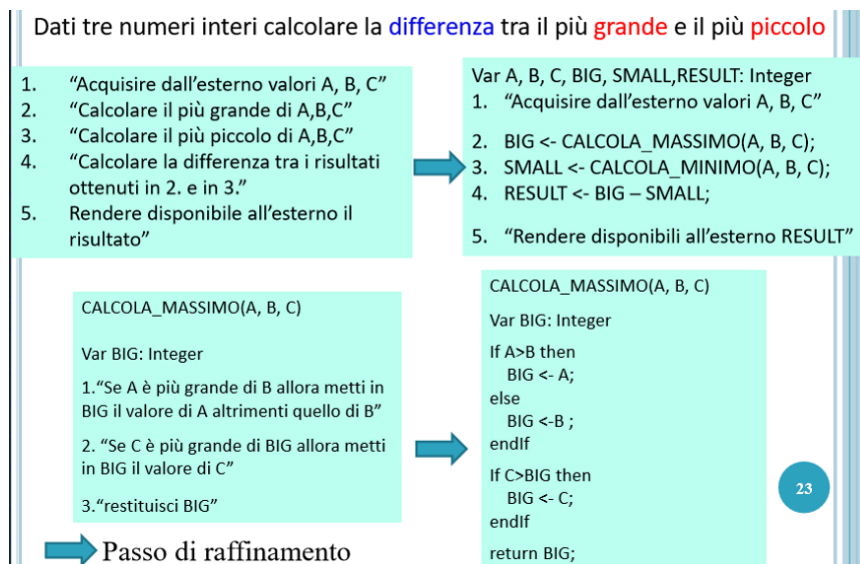 Dati tre numeri interi calcolare la differenza tra il più grande e il più piccolo
1. “Acquisire dall’esterno valori A, B, C”
2. “Calcolare il più grande di A,B,C”
3. “Calcolare il più piccolo di A,B,C”
4. “Calcolare la differenza tra i risultati
ottenuti in 2. e in 3.”
5. Rendere disponibile all’esterno il
risultato”
Var A, B, C, BIG, SMALL,RESULT: Integer
1. “Acquisire dall’esterno valori A, B, C”
2. BIG <- CALCOLA_MASSIMO(A, B, C);
3. SMALL <- CALCOLA_MINIMO(A, B, C);
4. RESULT <- BIG – SMALL;
5. “Rendere disponibili all’esterno RESULT”
CALCOLA_MASSIMO(A, B, C)
Var BIG: Integer
1.“Se A è più grande di B allora metti in
BIG il valore di A altrimenti quello di B”
2. “Se C è più grande di BIG allora metti
in BIG il valore di C”
3.“restituisci BIG”
CALCOLA_MASSIMO(A, B, C)
Var BIG: Integer
If A>B then
BIG <- A;
else
BIG <-B ;
endIf
If C>BIG then
BIG <- C;
endIf
return BIG;
23
Passo di raffinamento